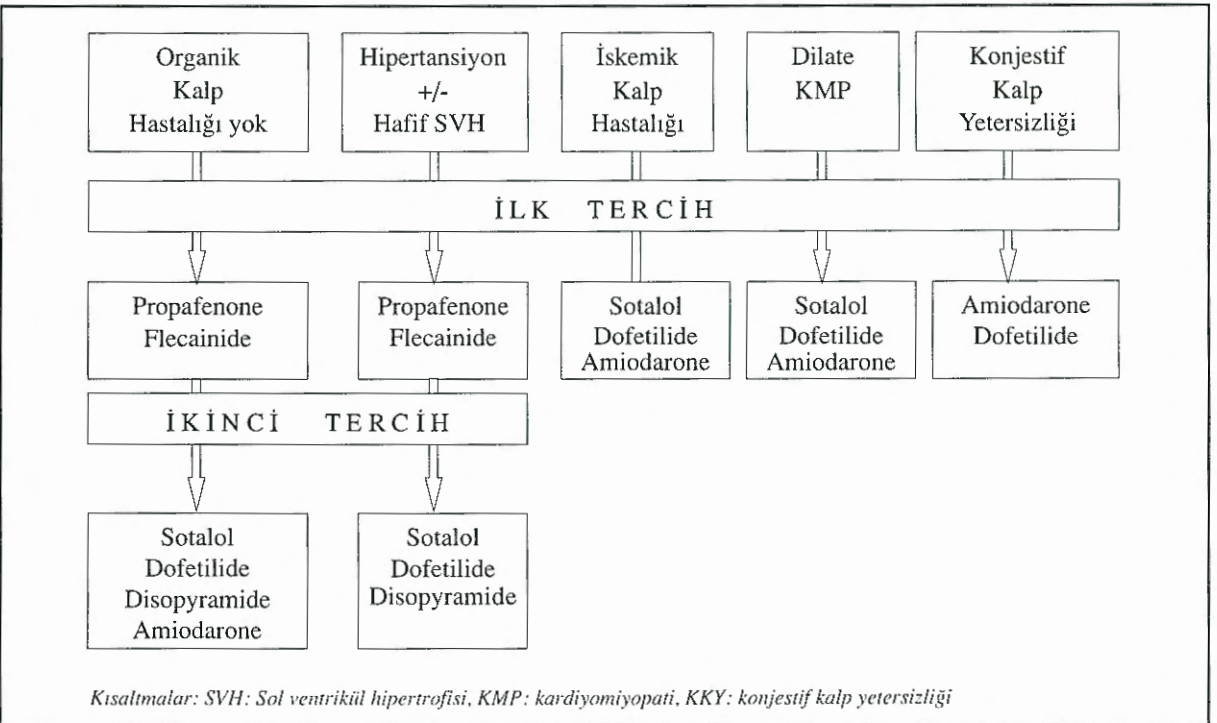 Organik
Kalp
Hastalığı yok
Hipertansiyon
+/-
Hafif SVH
İskemik
Kalp
Hastalığı
Dilate
KMP
Konjestif
Kalp
Yetersizliği
İLK TERCİH
Propafenone
Flecainide
Propafenone
Flecainide
Sotalol
Dofetilide
Amiodarone
Sotalol
Dofetilide
Amiodarone
Amiodarone
Dofetilide
İKİNCİ TERCİH
Sotalol
Dofetilide
Disopyramide
Amiodarone
Sotalol
Dofetilide
Disopyramide
Kısaltmalar: SVH: Sol ventrikül hipertrofisi, KMP: kardiyomiyopati, KKY: konjestif kalp yetersizliği